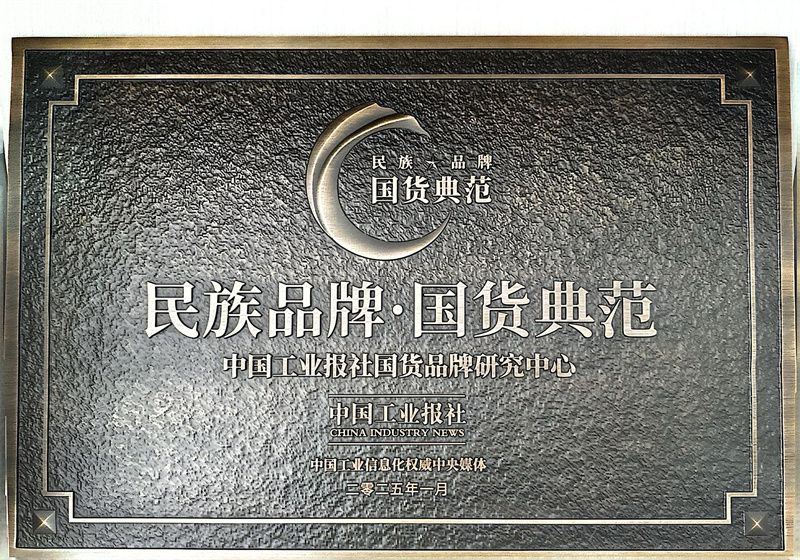 民族一品牌
国货典范
民族品牌·国货典范
中国工业报社国货品牌研究中心
中国工业报社
CHINA INDUSTRY NEWS
中国工业信息化权威中央媒体
二零二五年一月